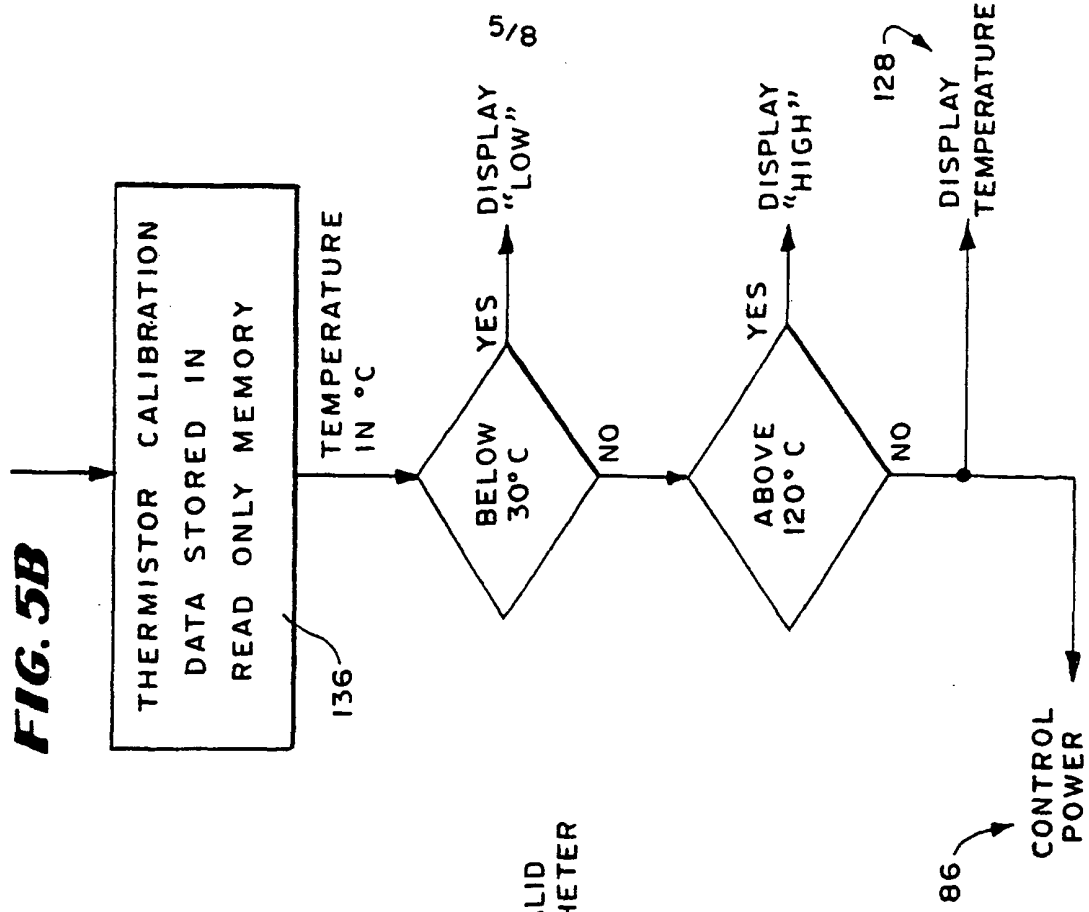 FIG. 5B
5/8
THERMISTOR CALIBRATION
DATA STORED IN
READ ONLY MEMORY
136
TEMPERATURE
IN °C
BELOW
30°C
YES
DISPLAY
"LOW"
NO
ABOVE
120°C
YES
DISPLAY
"HIGH"
NO
128
DISPLAY
TEMPERATURE
86
CONTROL
POWER